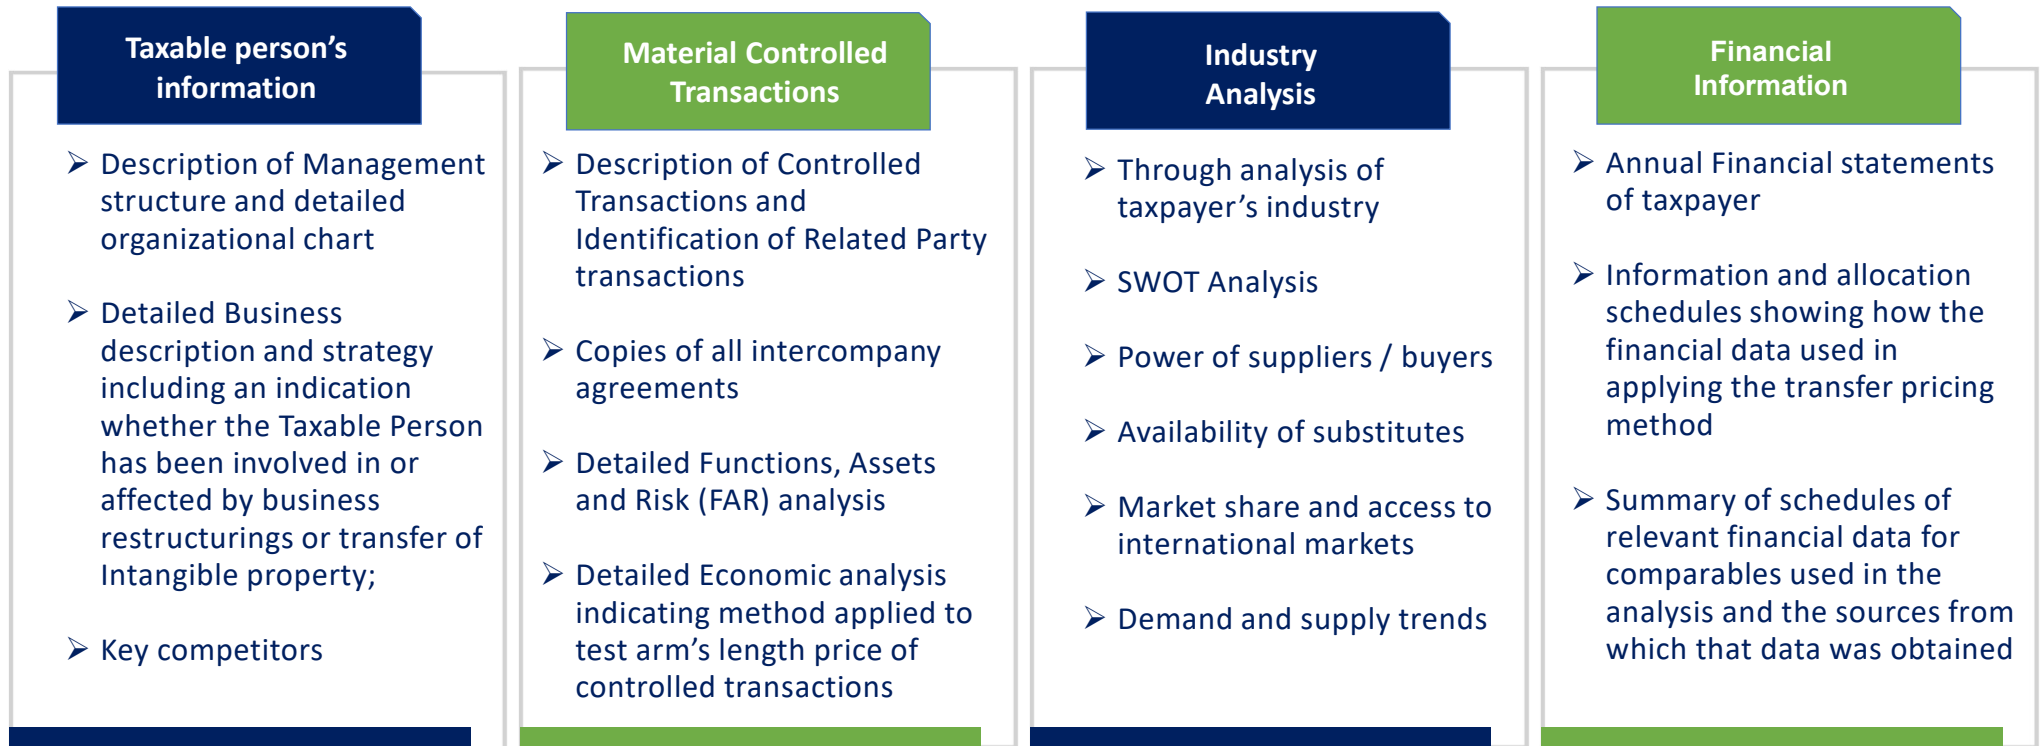 Taxable person’s
information
➢ Description of Management
structure and detailed
organizational chart
➢ Detailed Business
description and strategy
including an indication
whether the Taxable Person
has been involved in or
affected by business
restructurings or transfer of
Intangible property;
➢ Key competitors
Material Controlled
Transactions
➢ Description of Controlled
Transactions and
Identification of Related Party
transactions
➢ Copies of all intercompany
agreements
➢ Detailed Functions, Assets
and Risk (FAR) analysis
➢ Detailed Economic analysis
indicating method applied to
test arm’s length price of
controlled transactions
Industry
Analysis
➢ Through analysis of
taxpayer’s industry
➢ SWOT Analysis
➢ Power of suppliers / buyers
➢ Availability of substitutes
➢ Market share and access to
international markets
➢ Demand and supply trends
Financial
Information
➢ Annual Financial statements
of taxpayer
➢ Information and allocation
schedules showing how the
financial data used in
applying the transfer pricing
method
➢ Summary of schedules of
relevant financial data for
comparables used in the
analysis and the sources from
which that data was obtained